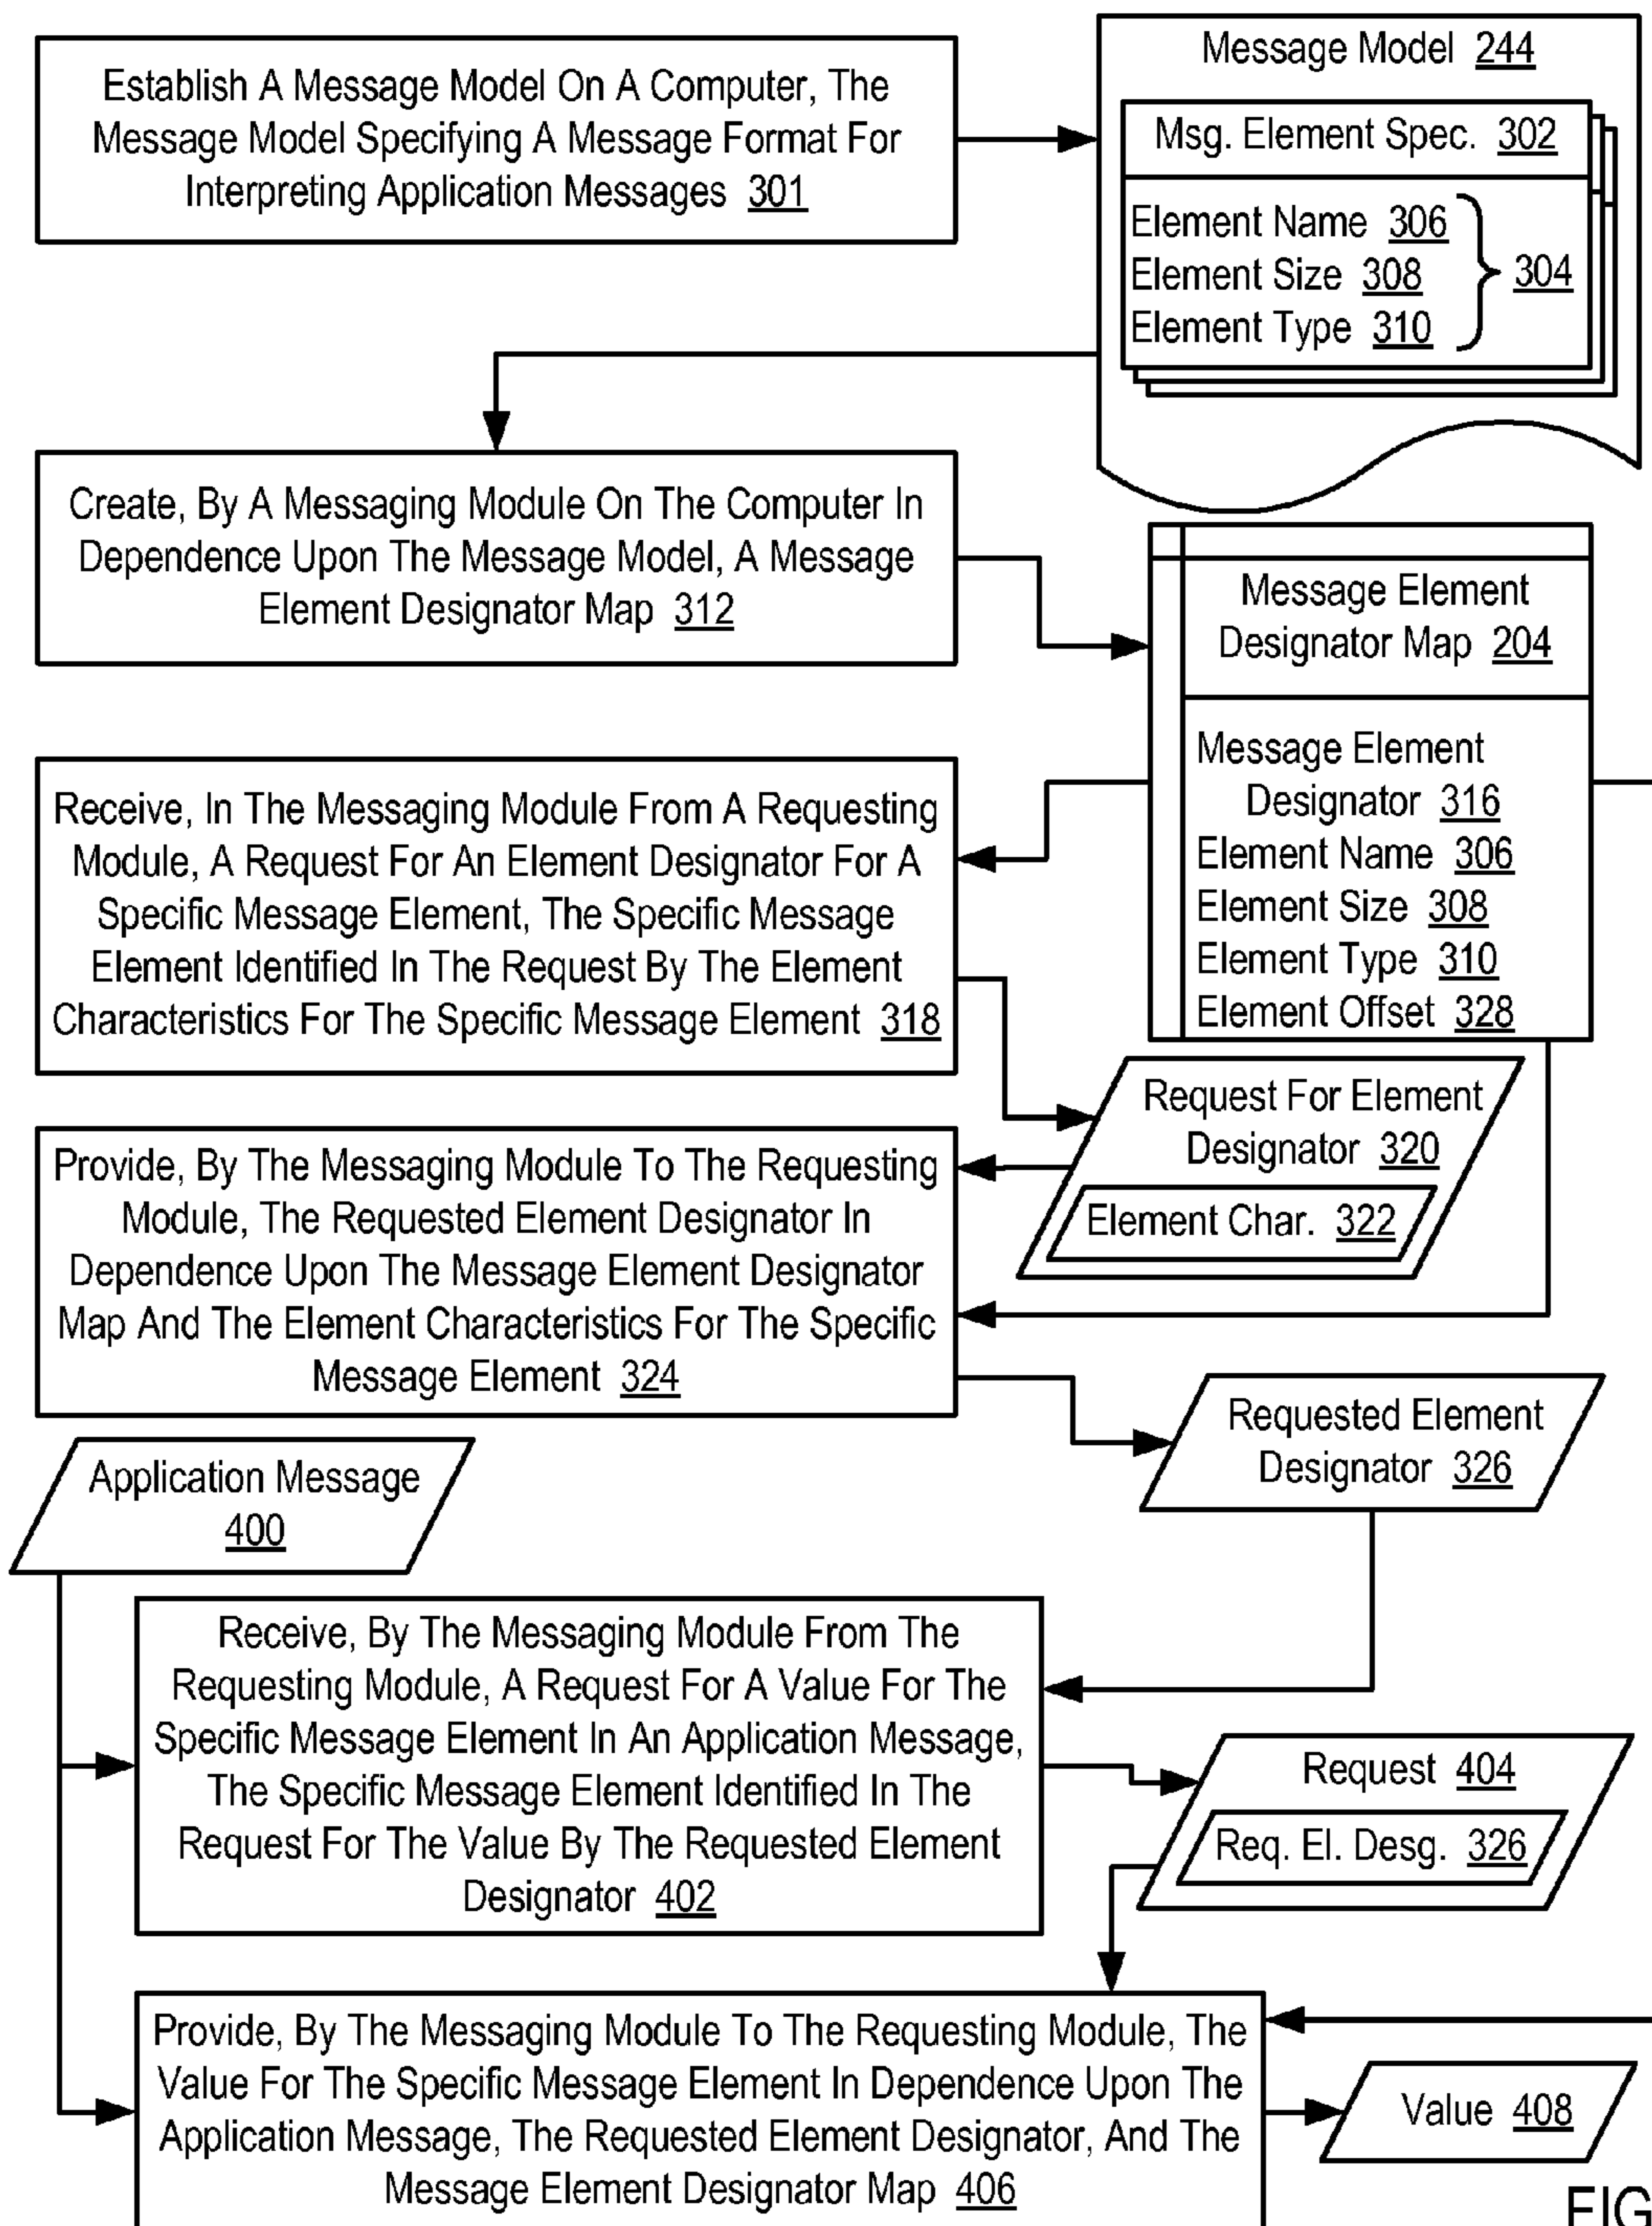 Establish A Message Model On A Computer, The
Message Model Specifying A Message Format For
Interpreting Application Messages 301
Message Model 244
Msg. Element Spec. 302
Element Name 306
Element Size 308
Element Type 310
304
Create, By A Messaging Module On The Computer In
Dependence Upon The Message Model, A Message
Element Designator Map 312
Message Element
Designator Map 204
Message Element
Designator 316
Element Name 306
Element Size 308
Element Type 310
Element Offset 328
Receive, In The Messaging Module From A Requesting
Module, A Request For An Element Designator For A
Specific Message Element, The Specific Message
Element Identified In The Request By The Element
Characteristics For The Specific Message Element 318
Request For Element
Designator 320
Element Char. 322
Provide, By The Messaging Module To The Requesting
Module, The Requested Element Designator In
Dependence Upon The Message Element Designator
Map And The Element Characteristics For The Specific
Message Element 324
Requested Element
Designator 326
Application Message
400
Receive, By The Messaging Module From The
Requesting Module, A Request For A Value For The
Specific Message Element In An Application Message,
The Specific Message Element Identified In The
Request For The Value By The Requested Element
Designator 402
Request 404
Req. El. Desg. 326
Provide, By The Messaging Module To The Requesting Module, The
Value For The Specific Message Element In Dependence Upon The
Application Message, The Requested Element Designator, And The
Message Element Designator Map 406
Value 408
FIG